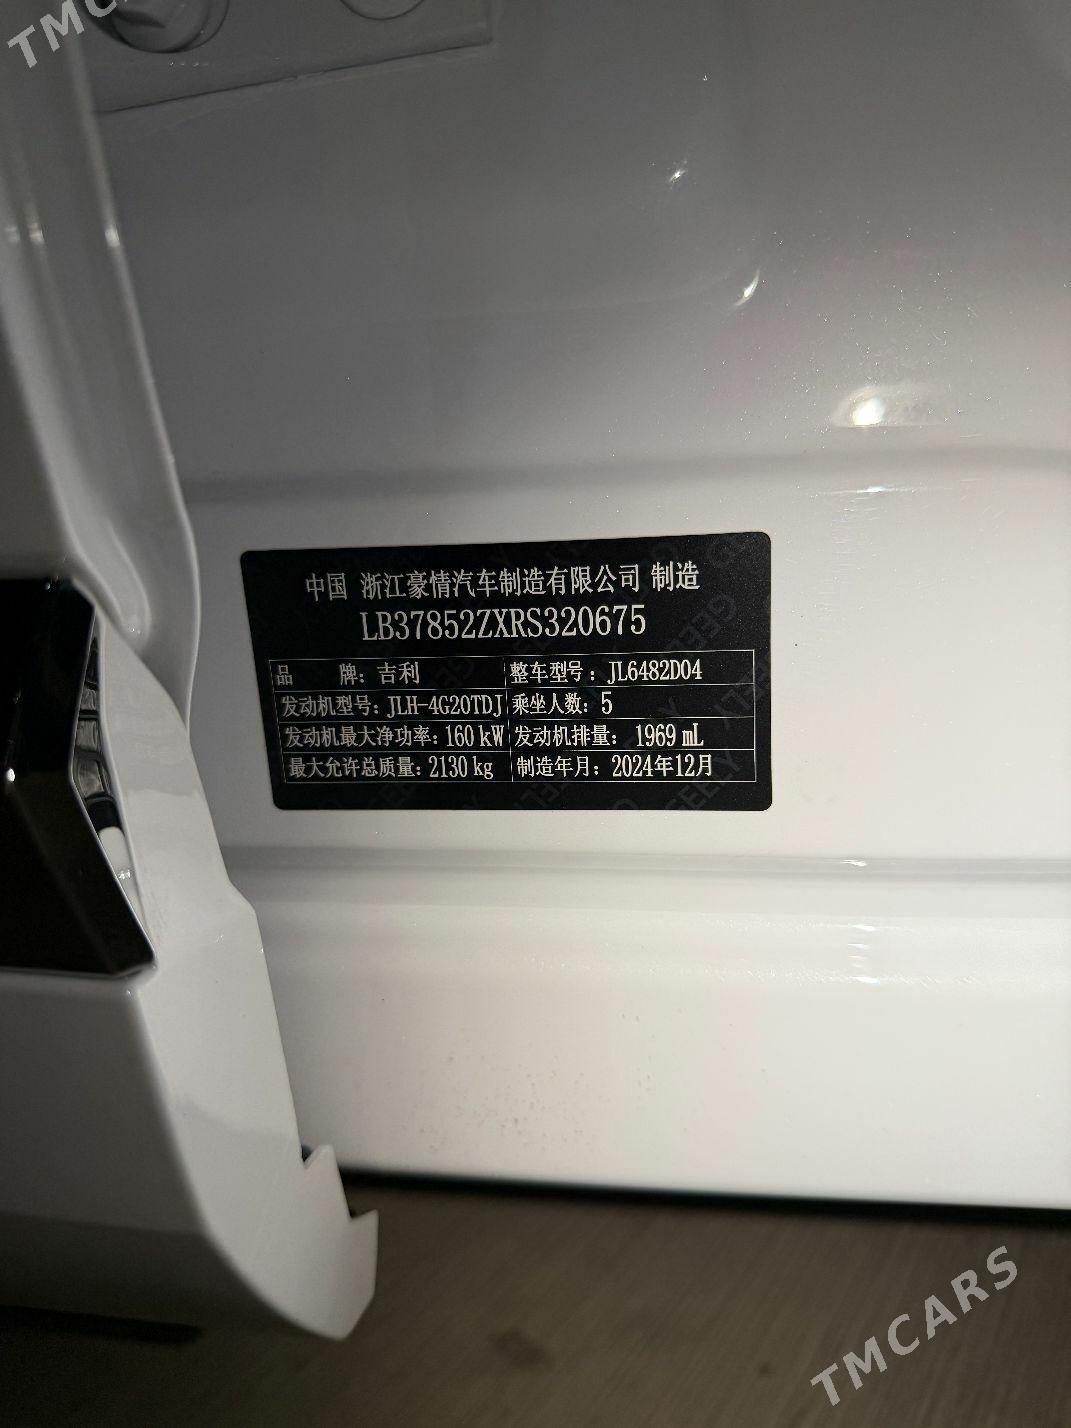 TMC
中国 浙江豪情汽车制造有限公司 制造
LB37852ZXRS320675
品 牌: 吉利 整车型号: JL6482D04
发动机型号: JLH-4G20TDJ 乘坐人数: 5
发动机最大净功率: 160 kW 发动机排量: 1969 mL
最大允许总质量: 2130 kg 制造年月: 2024年12月
TMCARS